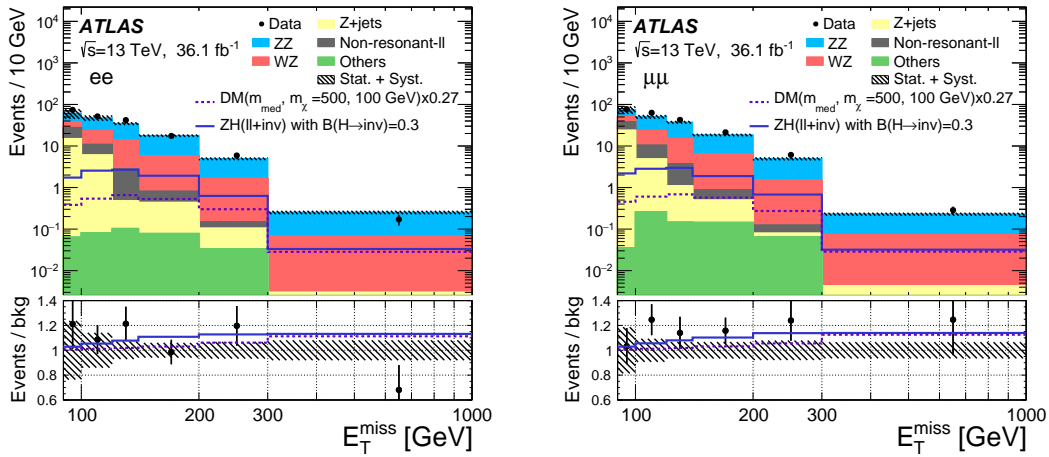 ATLAS
√s=13 TeV, 36.1 fb⁻¹
ee
Data
Z+jets
ZZ
Non-resonant-ll
WZ
Others
Stat. + Syst.
DM(m_med, m_χ =500, 100 GeV)x0.27
ZH(ll+inv) with B(H→inv)=0.3
Events / 10 GeV
10⁴
10³
10²
10
1
10⁻¹
10⁻²
Events / bkg
1.4
1.2
1.0
0.8
0.6
100
200
300
1000
E_T^miss [GeV]
ATLAS
√s=13 TeV, 36.1 fb⁻¹
μμ
Data
Z+jets
ZZ
Non-resonant-ll
WZ
Others
Stat. + Syst.
DM(m_med, m_χ =500, 100 GeV)x0.27
ZH(ll+inv) with B(H→inv)=0.3
Events / 10 GeV
10⁴
10³
10²
10
1
10⁻¹
10⁻²
Events / bkg
1.4
1.2
1.0
0.8
0.6
100
200
300
1000
E_T^miss [GeV]